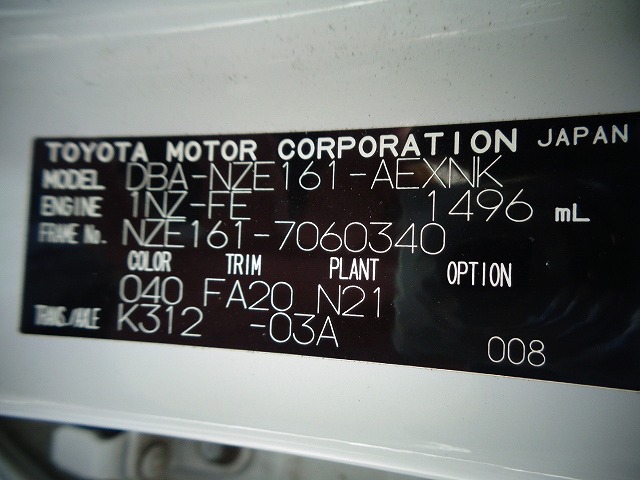 TOYOTA MOTOR CORPORATION JAPAN
MODEL DBA-NZE161-AEXNK
ENGINE 1NZ-FE 1496 mL
FRAME No. NZE161-7060340
COLOR TRIM PLANT OPTION
040 FA20 N21
TRANS./AXLE K312 -03A
008